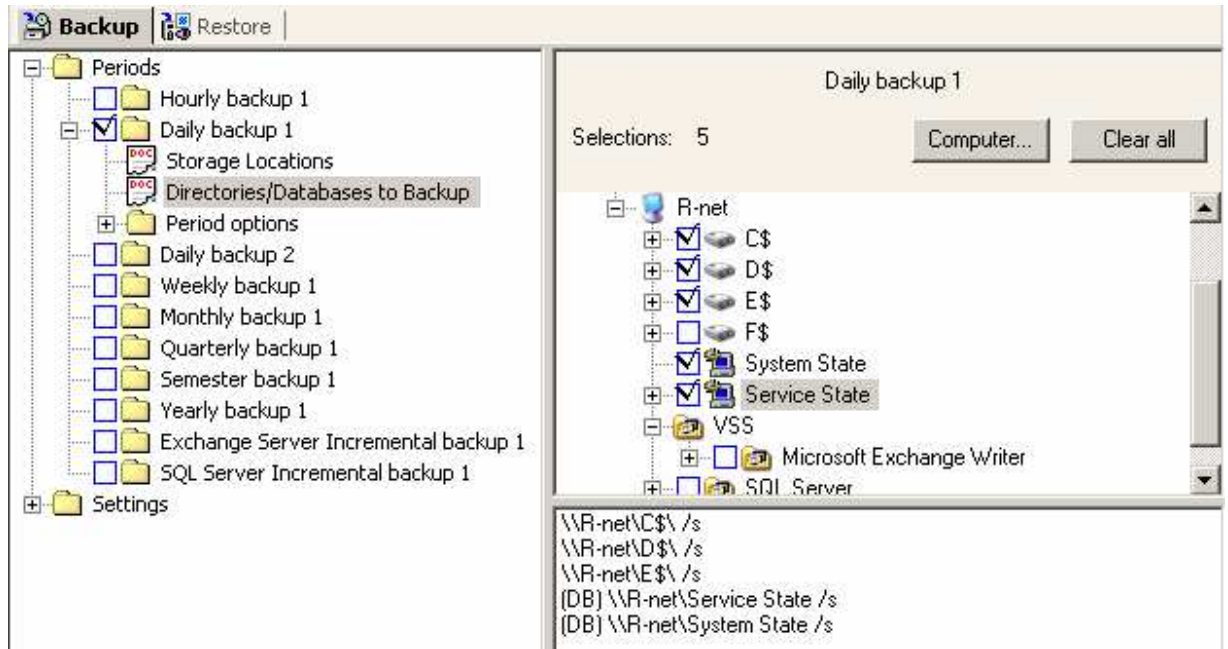 Backup Restore
Periods
Hourly backup 1
Daily backup 1
DOC Storage Locations
DOC Directories/Databases to Backup
Period options
Daily backup 2
Weekly backup 1
Monthly backup 1
Quarterly backup 1
Semester backup 1
Yearly backup 1
Exchange Server Incremental backup 1
SQL Server Incremental backup 1
Settings
Daily backup 1
Selections: 5 Computer... Clear all
R-net
C$
D$
E$
F$
System State
Service State
VSS
Microsoft Exchange Writer
SQL Server
\\R-net\C$\ /s
\\R-net\D$\ /s
\\R-net\E$\ /s
(DB) \\R-net\Service State /s
(DB) \\R-net\System State /s